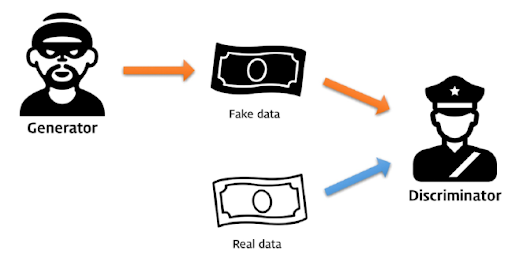 Generator
Fake data
Real data
Discriminator